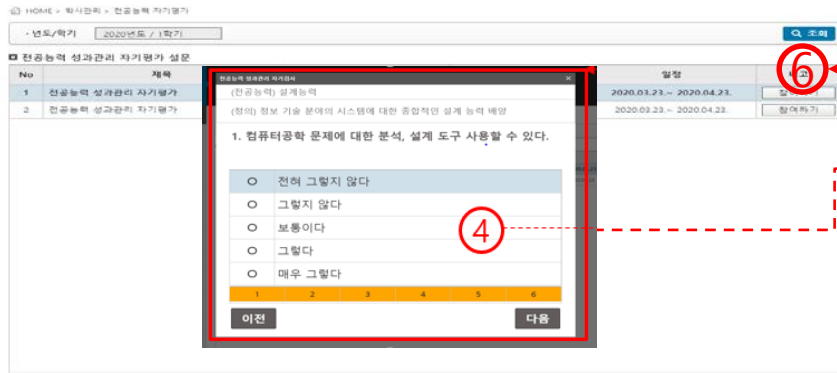 HOME > 학사관리 > 전공능력 자기평가
· 년도/학기 2020년도 / 1학기 조회
전공능력 성과관리 자기평가 설문
No 제목 일정
1 전공능력 성과관리 자기평가 2020.03.23.~ 2020.04.23.
2 전공능력 성과관리 자기평가 2020.03.23.~ 2020.04.23. 참여하기
⑥
전공능력 성과관리 자기검사 ×
(전공능력) 설계능력
(정의) 정보 기술 분야의 시스템에 대한 종합적인 설계 능력 배양
1. 컴퓨터공학 문제에 대한 분석, 설계 도구 사용할 수 있다.
전혀 그렇지 않다
그렇지 않다
보통이다
④
그렇다
매우 그렇다
1 2 3 4 5 6
이전 다음